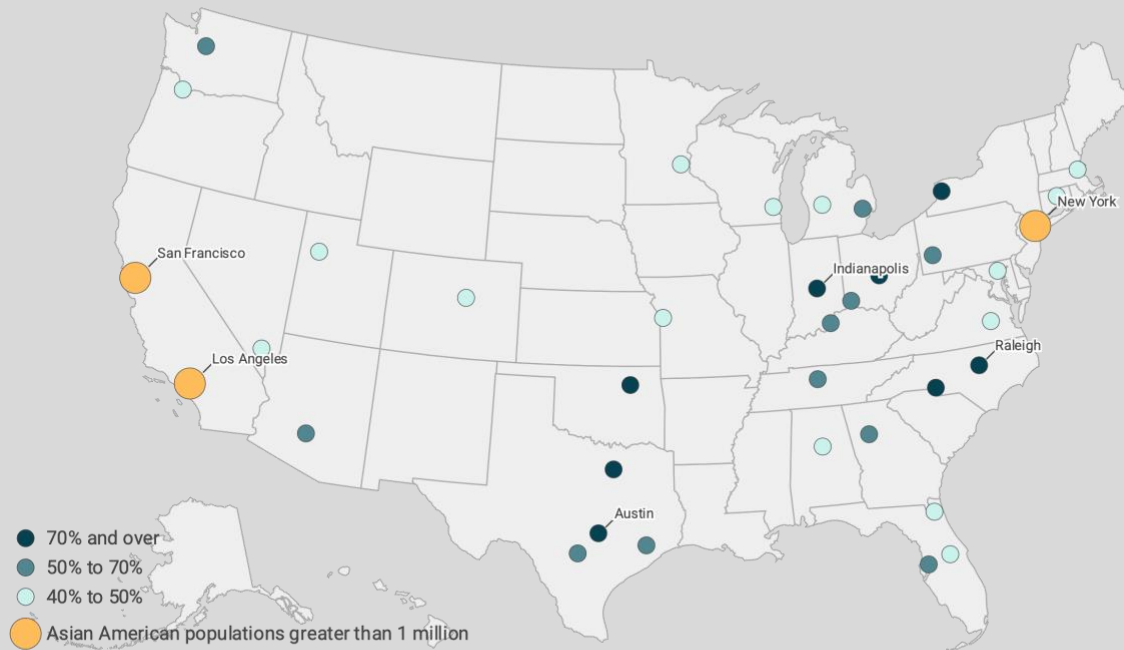 New York
San Francisco
Indianapolis
Raleigh
Los Angeles
Austin
70% and over
50% to 70%
40% to 50%
Asian American populations greater than 1 million